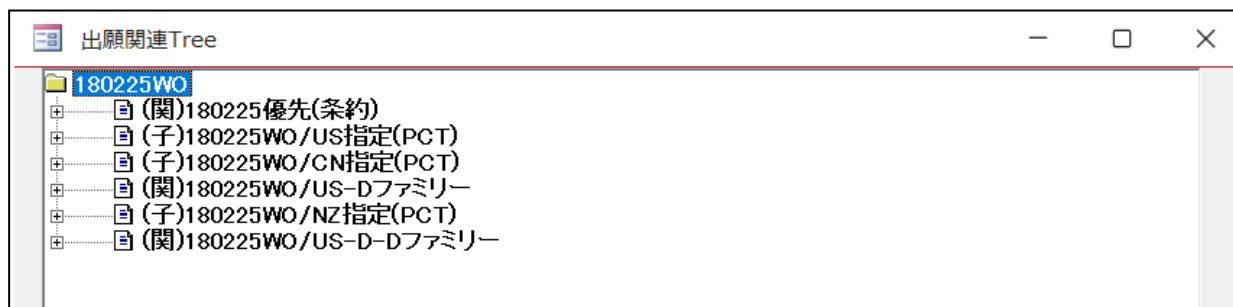 出願関連Tree
180225WO
(関)180225優先(条約)
(子)180225WO/US指定(PCT)
(子)180225WO/CN指定(PCT)
(関)180225WO/US-Dファミリー
(子)180225WO/NZ指定(PCT)
(関)180225WO/US-D-Dファミリー